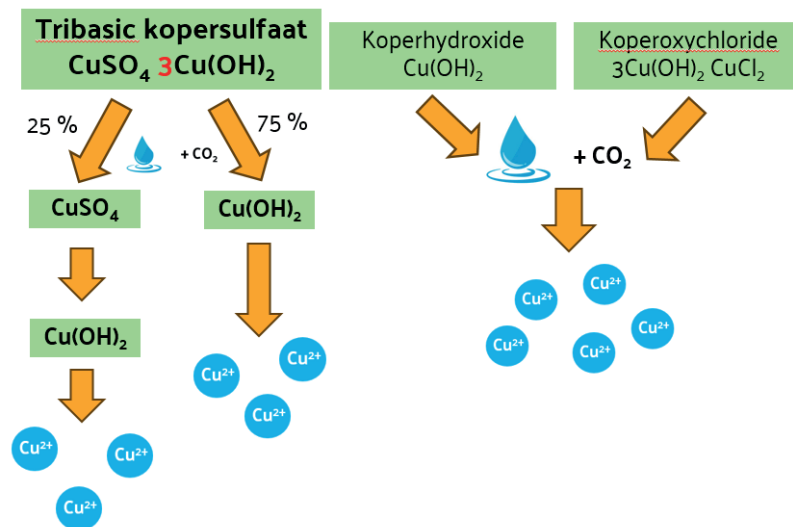 Tribasic kopersulfaat
CuSO₄ 3Cu(OH)₂
25 %
75 %
+ CO₂
CuSO₄
Cu(OH)₂
Cu(OH)₂
Cu²⁺
Cu²⁺
Cu²⁺
Cu²⁺
Cu²⁺
Cu²⁺
Koperhydroxide
Cu(OH)₂
Koperoxychloride
3Cu(OH)₂ CuCl₂
+ CO₂
Cu²⁺
Cu²⁺
Cu²⁺
Cu²⁺
Cu²⁺